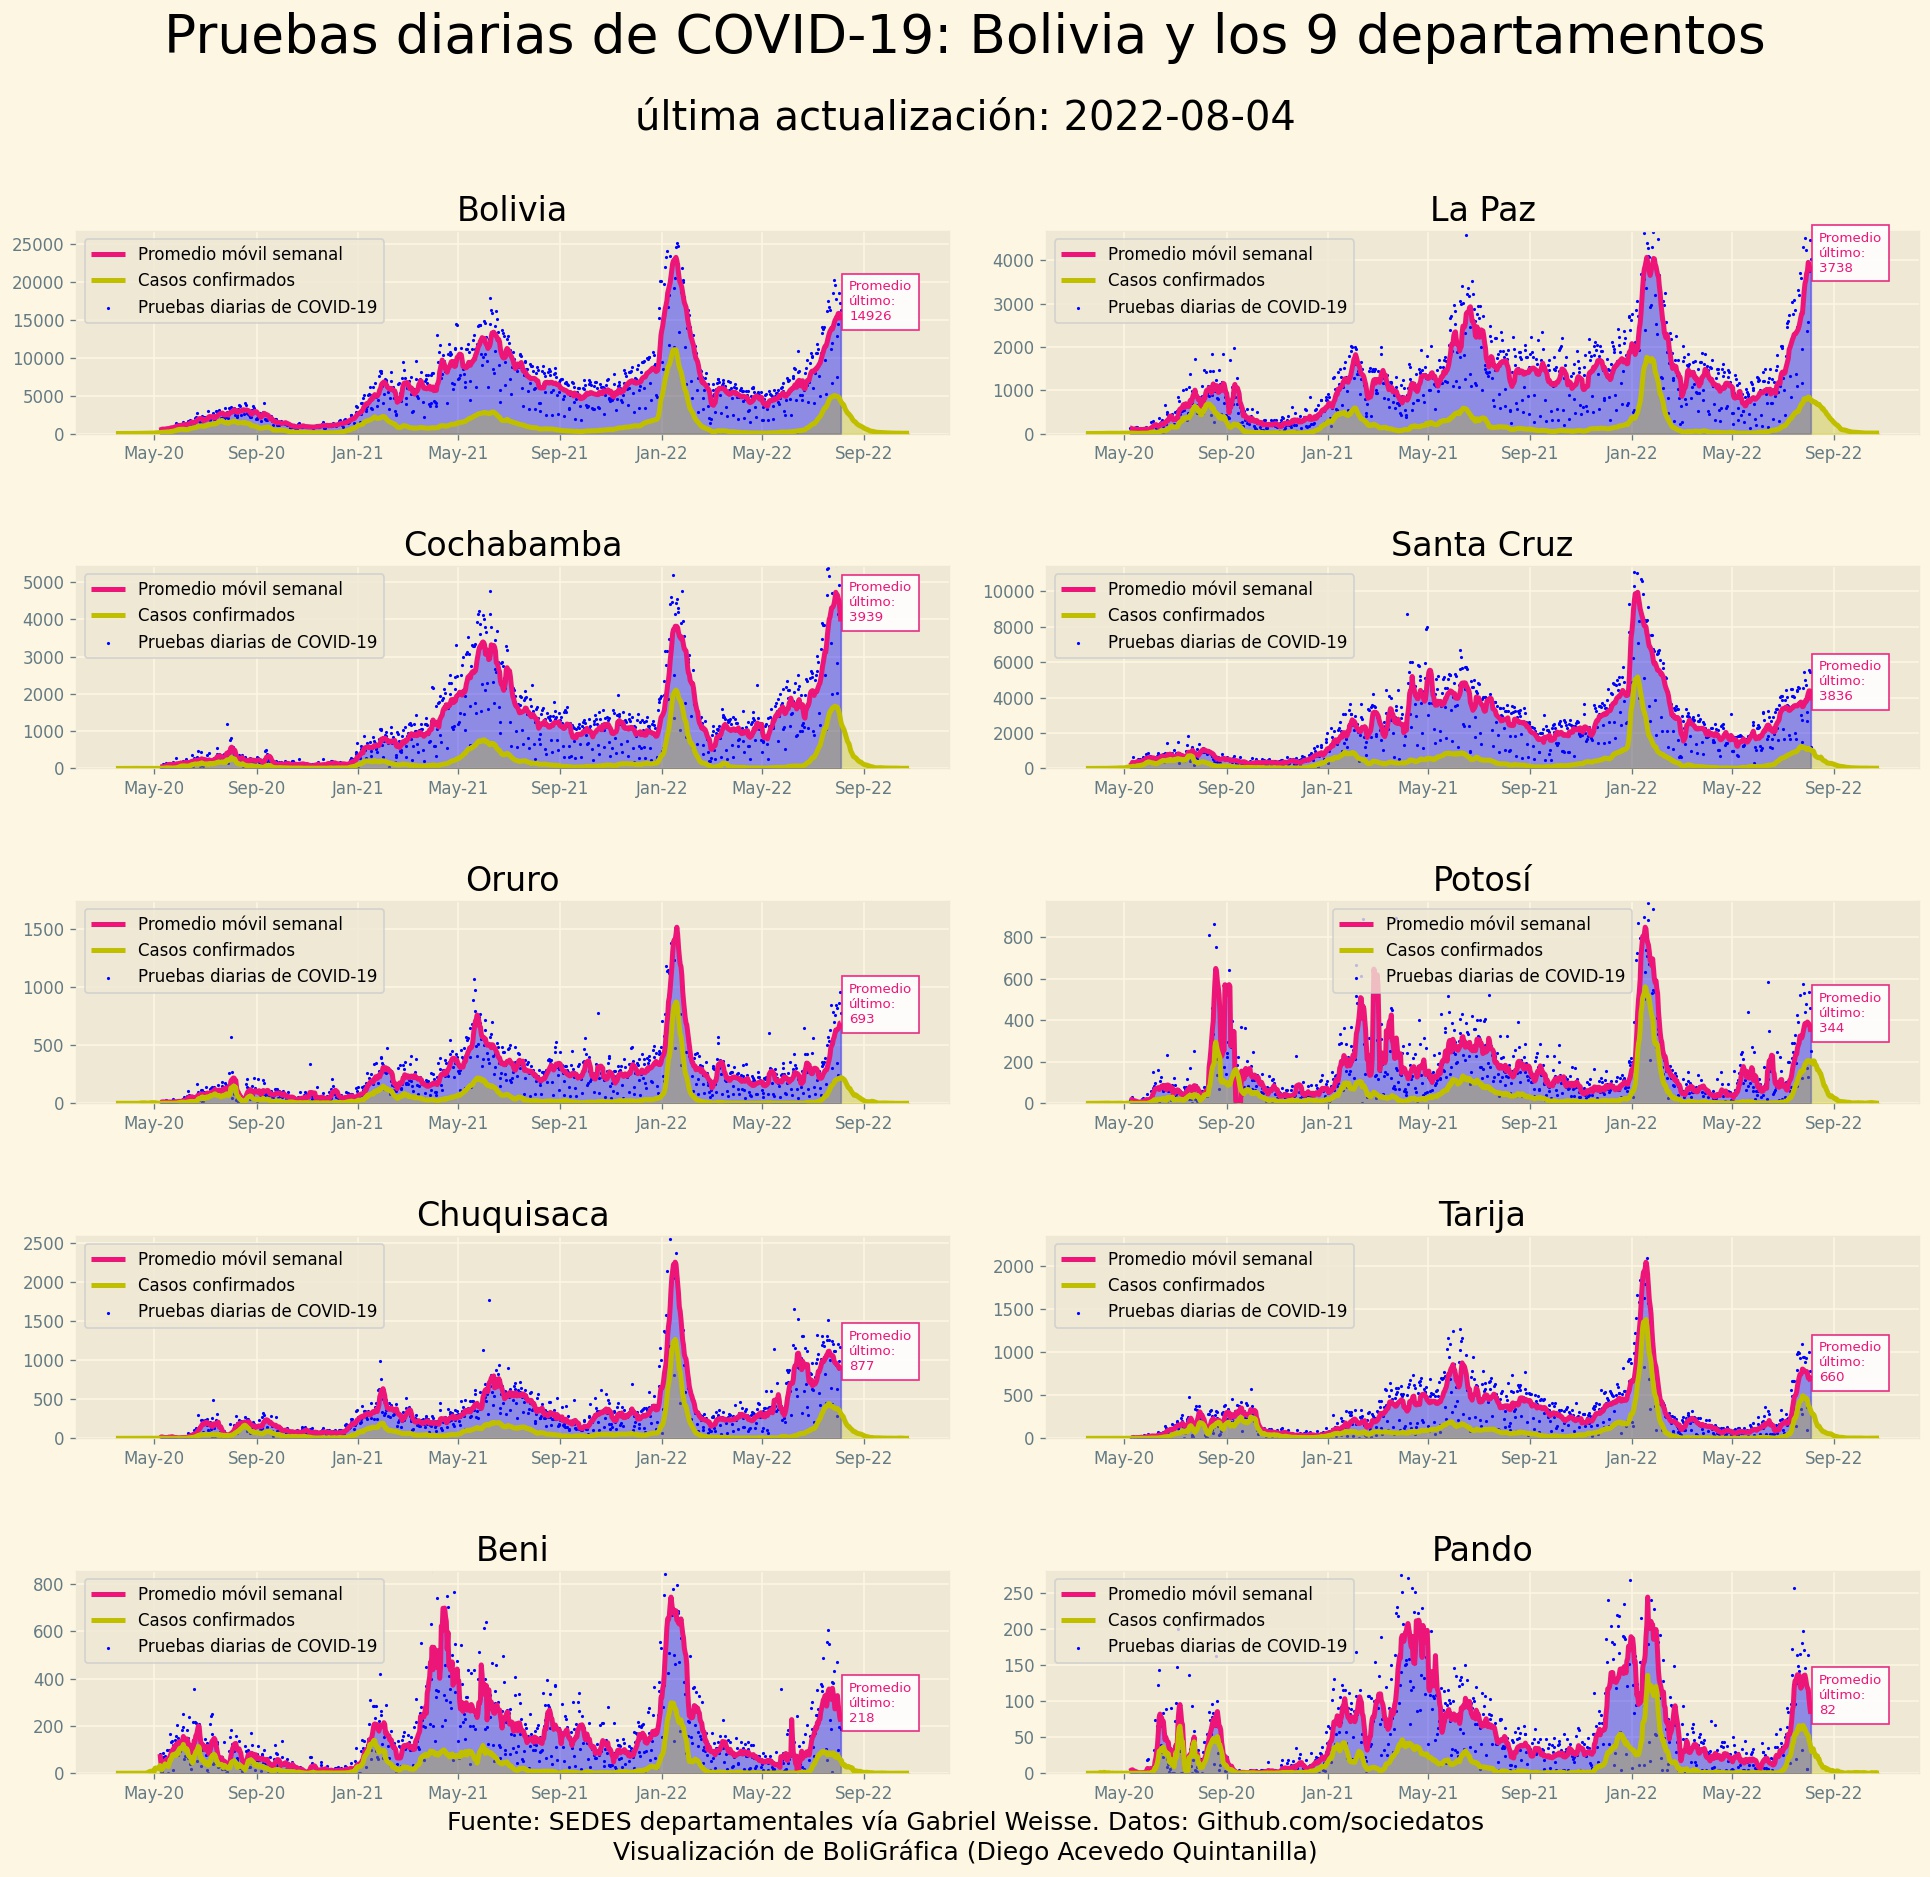 Pruebas diarias de COVID-19: Bolivia y los 9 departamentos
última actualización: 2022-08-04
Bolivia
25000
20000
15000
10000
5000
0
Promedio móvil semanal
Casos confirmados
Pruebas diarias de COVID-19
Promedio
último:
14926
May-20 Sep-20 Jan-21 May-21 Sep-21 Jan-22 May-22 Sep-22
La Paz
4000
3000
2000
1000
0
Promedio móvil semanal
Casos confirmados
Pruebas diarias de COVID-19
Promedio
último:
3738
May-20 Sep-20 Jan-21 May-21 Sep-21 Jan-22 May-22 Sep-22
Cochabamba
5000
4000
3000
2000
1000
0
Promedio móvil semanal
Casos confirmados
Pruebas diarias de COVID-19
Promedio
último:
3939
May-20 Sep-20 Jan-21 May-21 Sep-21 Jan-22 May-22 Sep-22
Santa Cruz
10000
8000
6000
4000
2000
0
Promedio móvil semanal
Casos confirmados
Pruebas diarias de COVID-19
Promedio
último:
3836
May-20 Sep-20 Jan-21 May-21 Sep-21 Jan-22 May-22 Sep-22
Oruro
1500
1000
500
0
Promedio móvil semanal
Casos confirmados
Pruebas diarias de COVID-19
Promedio
último:
693
May-20 Sep-20 Jan-21 May-21 Sep-21 Jan-22 May-22 Sep-22
Potosí
800
600
400
200
0
Promedio móvil semanal
Casos confirmados
Pruebas diarias de COVID-19
Promedio
último:
344
May-20 Sep-20 Jan-21 May-21 Sep-21 Jan-22 May-22 Sep-22
Chuquisaca
2500
2000
1500
1000
500
0
Promedio móvil semanal
Casos confirmados
Pruebas diarias de COVID-19
Promedio
último:
877
May-20 Sep-20 Jan-21 May-21 Sep-21 Jan-22 May-22 Sep-22
Tarija
2000
1500
1000
500
0
Promedio móvil semanal
Casos confirmados
Pruebas diarias de COVID-19
Promedio
último:
660
May-20 Sep-20 Jan-21 May-21 Sep-21 Jan-22 May-22 Sep-22
Beni
800
600
400
200
0
Promedio móvil semanal
Casos confirmados
Pruebas diarias de COVID-19
Promedio
último:
218
May-20 Sep-20 Jan-21 May-21 Sep-21 Jan-22 May-22 Sep-22
Pando
250
200
150
100
50
0
Promedio móvil semanal
Casos confirmados
Pruebas diarias de COVID-19
Promedio
último:
82
May-20 Sep-20 Jan-21 May-21 Sep-21 Jan-22 May-22 Sep-22
Fuente: SEDES departamentales vía Gabriel Weisse. Datos: Github.com/sociedatos
Visualización de BoliGráfica (Diego Acevedo Quintanilla)